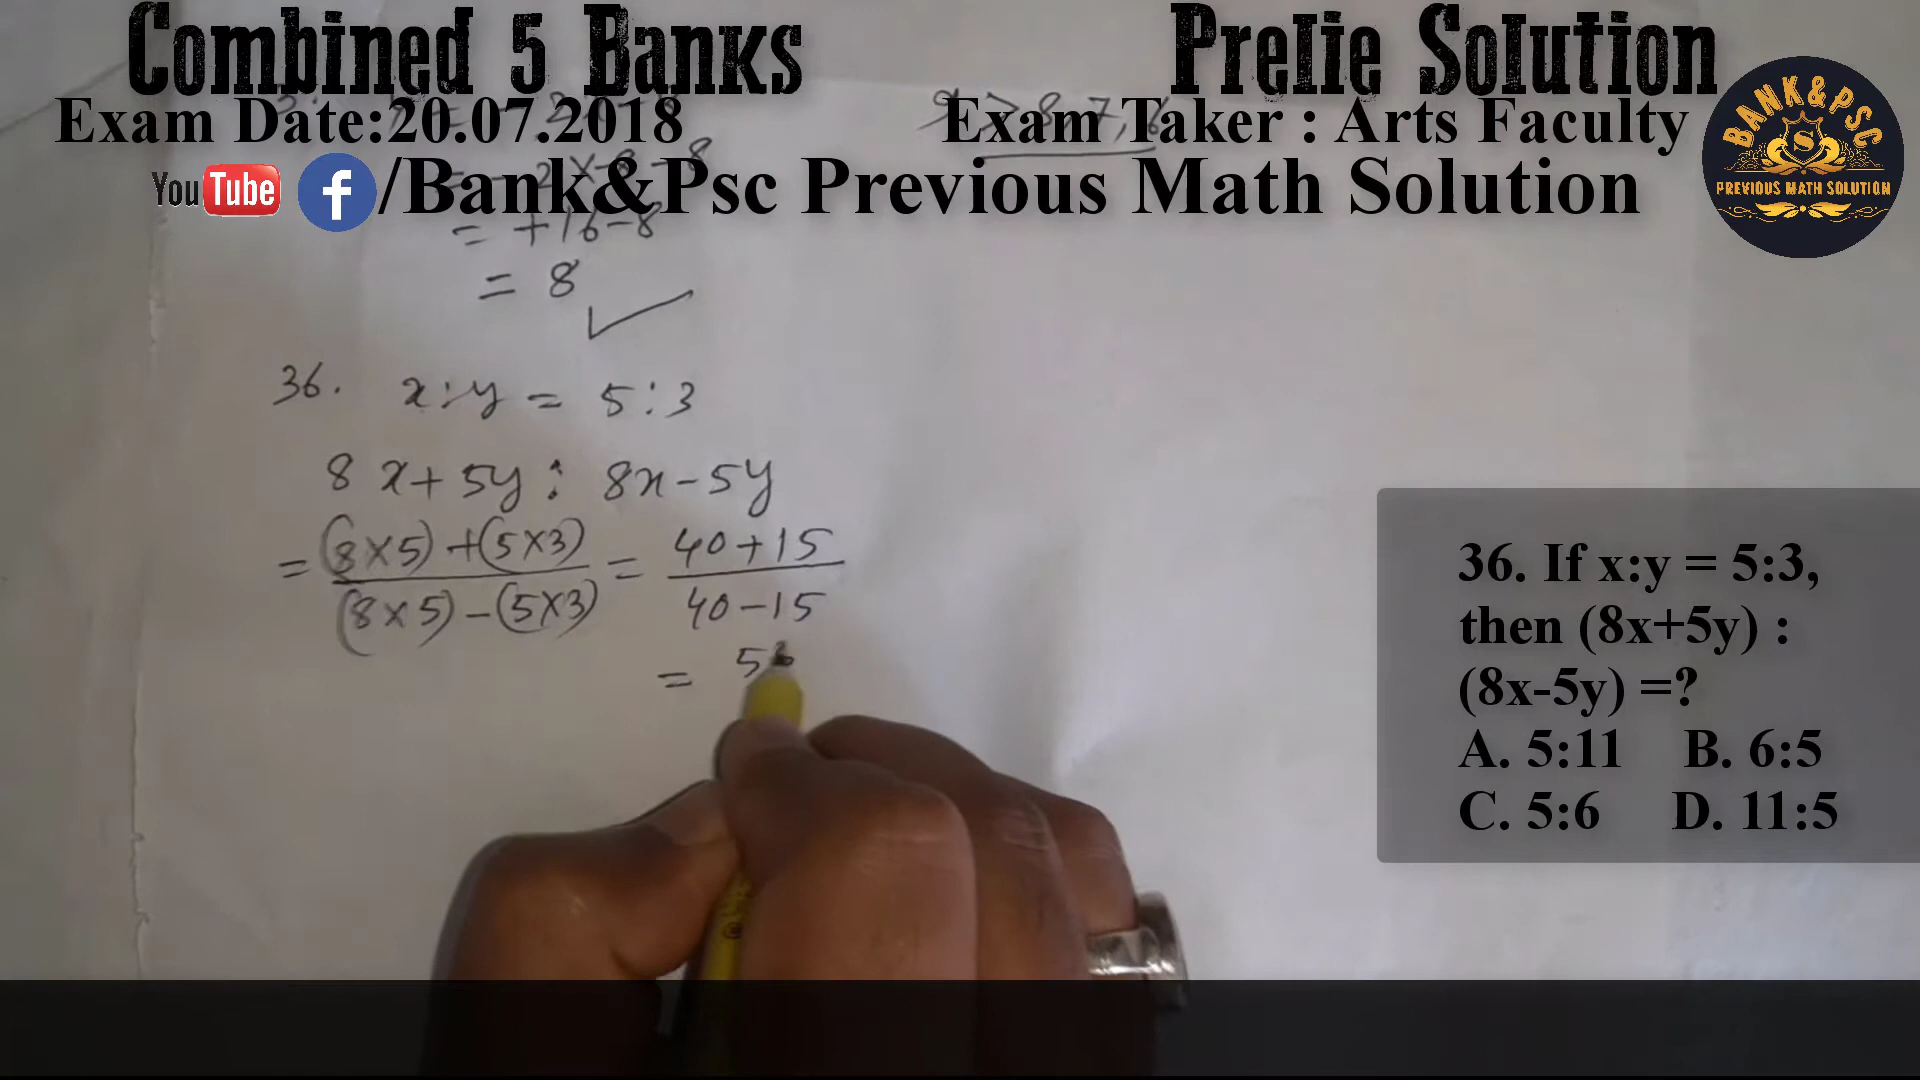 Combined 5 Banks
Prelie Solution
Exam Date:20.07.2018
Exam Taker : Arts Faculty
YouTube f /Bank&Psc Previous Math Solution
BANK&PSC
S
PREVIOUS MATH SOLUTION
= +16-8
= 8
36. x:y = 5:3
8x+5y : 8x-5y
= (8×5)+(5×3) / (8×5)-(5×3) = 40+15 / 40-15
= 5
36. If x:y = 5:3,
then (8x+5y) :
(8x-5y) =?
A. 5:11 B. 6:5
C. 5:6 D. 11:5